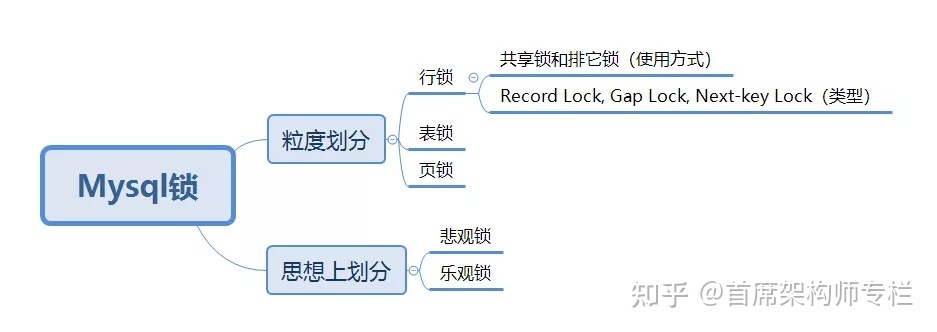 Mysql锁
粒度划分
行锁
共享锁和排它锁（使用方式）
Record Lock, Gap Lock, Next-key Lock（类型）
表锁
页锁
思想上划分
悲观锁
乐观锁
知乎 @首席架构师专栏